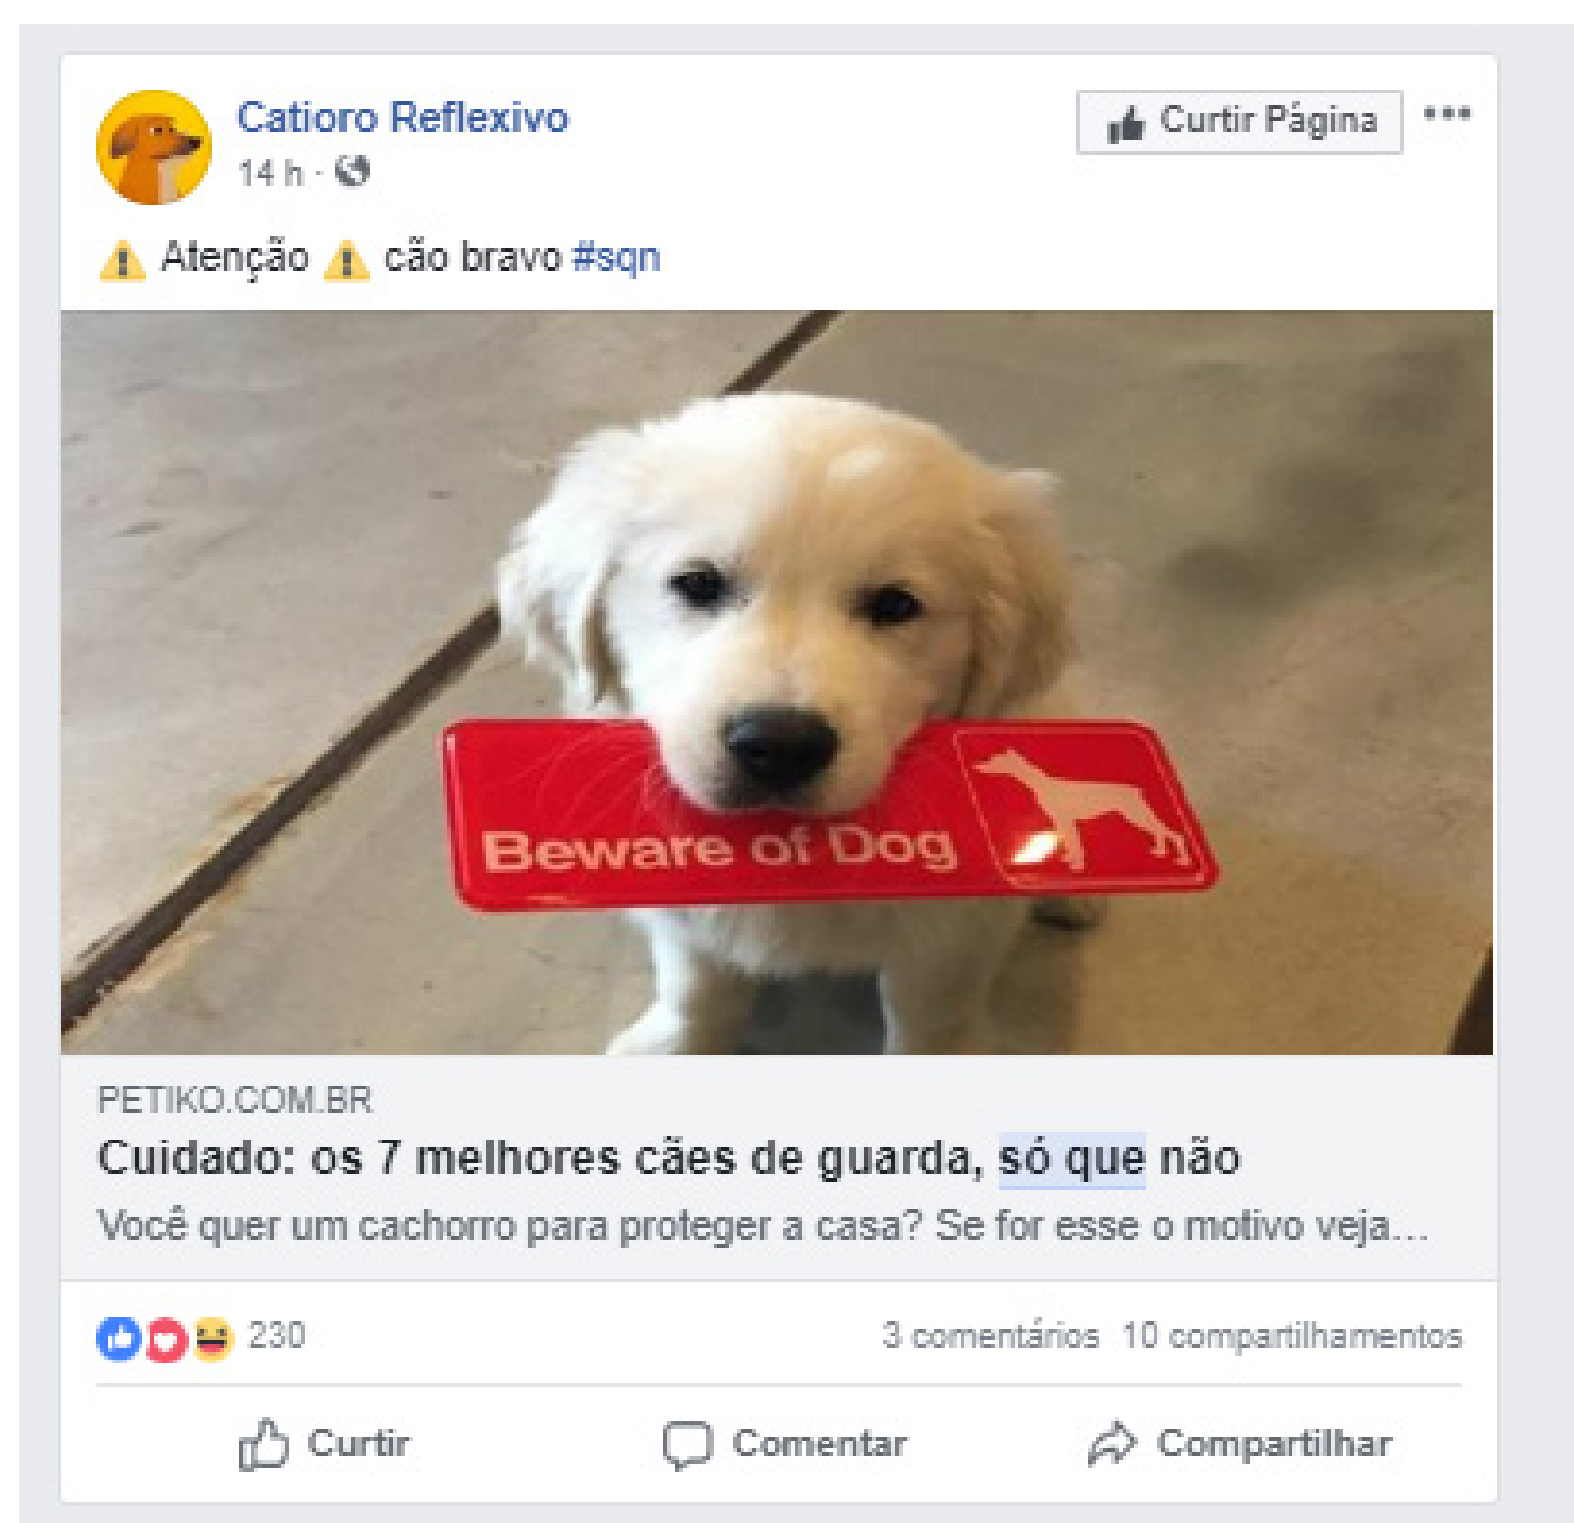 Catioro Reflexivo
Curtir Página
14 h ·
Atenção cão bravo #sqn
Beware of Dog
PETIKO.COM.BR
Cuidado: os 7 melhores cães de guarda, só que não
Você quer um cachorro para proteger a casa? Se for esse o motivo veja...
230
3 comentários 10 compartilhamentos
Curtir Comentar Compartilhar